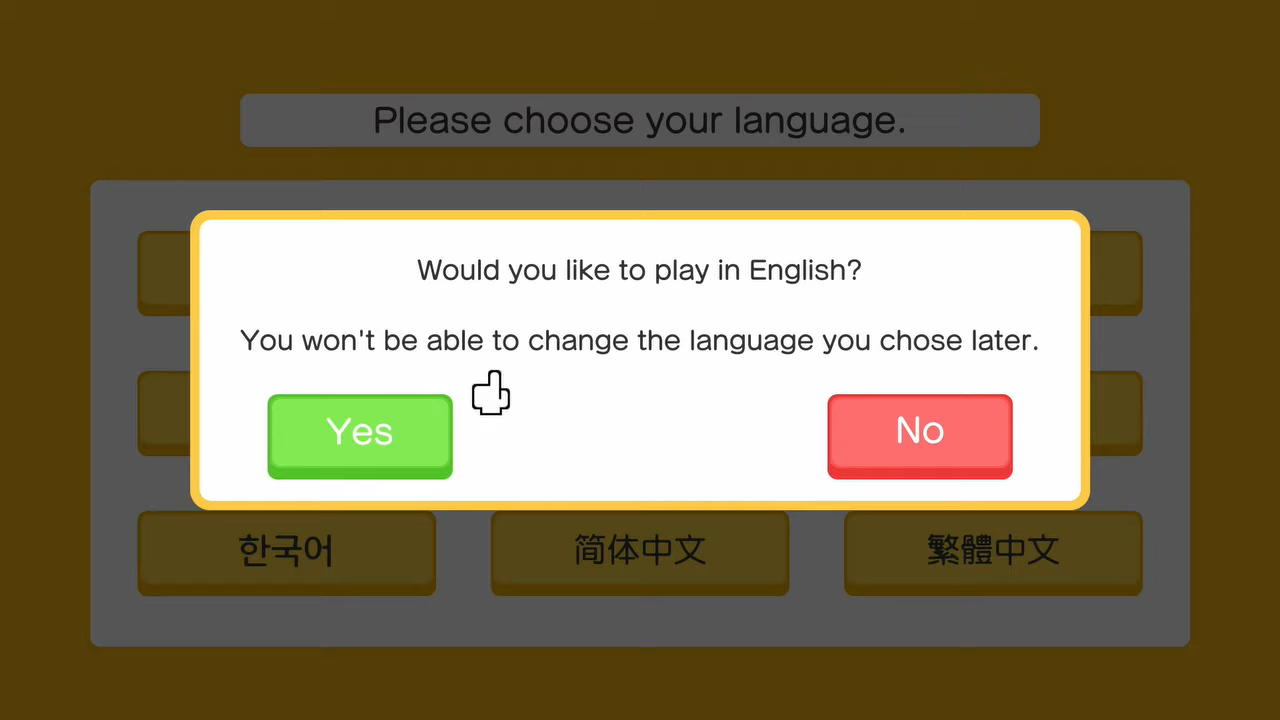 Please choose your language.
Would you like to play in English?
You won't be able to change the language you chose later.
Yes
No
한국어
简体中文
繁體中文